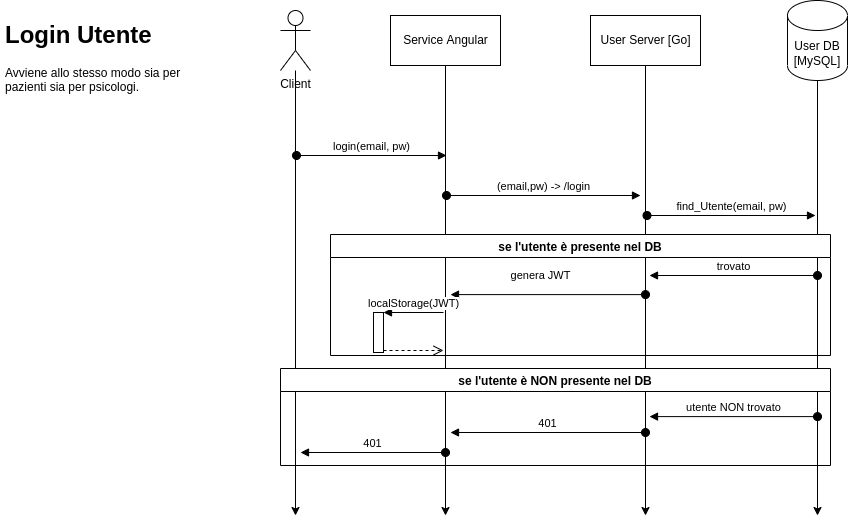 Login Utente
Avviene allo stesso modo sia per
pazienti sia per psicologi.
Client
Service Angular
User Server [Go]
User DB
[MySQL]
login(email, pw)
(email,pw) -> /login
find_Utente(email, pw)
se l'utente è presente nel DB
trovato
genera JWT
localStorage(JWT)
se l'utente è NON presente nel DB
utente NON trovato
401
401